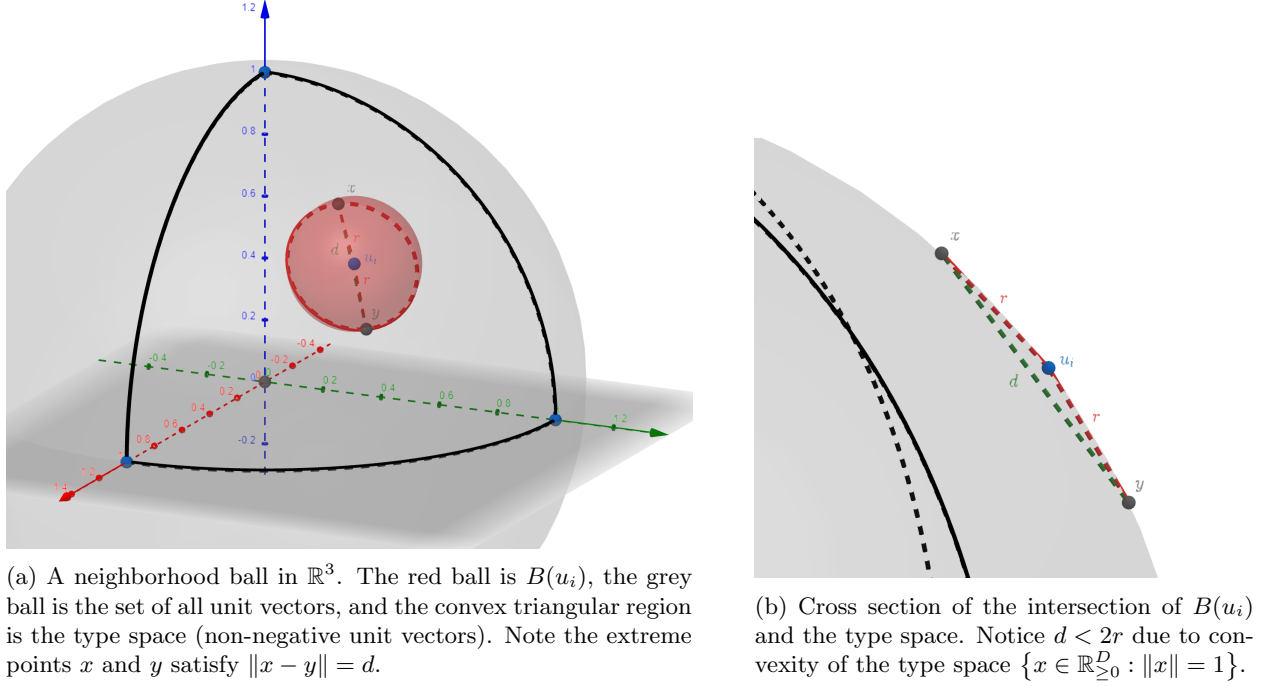 1.2
1
0.8
0.6
x
0.4
d
r
u_i
r
0.2
y
-0.4
-0.4
-0.2
-0.2
0
0
0.2
0.2
0.4
0.4
0.6
0.6
0.8
0.8
1.2
-0.2
1
1.2
1.4
(a) A neighborhood ball in ℝ³. The red ball is B(u_i), the grey
ball is the set of all unit vectors, and the convex triangular region
is the type space (non-negative unit vectors). Note the extreme
points x and y satisfy ‖x − y‖ = d.
x
r
u_i
d
r
y
(b) Cross section of the intersection of B(u_i)
and the type space. Notice d < 2r due to con-
vexity of the type space {x ∈ ℝ^D_≥0 : ‖x‖ = 1}.